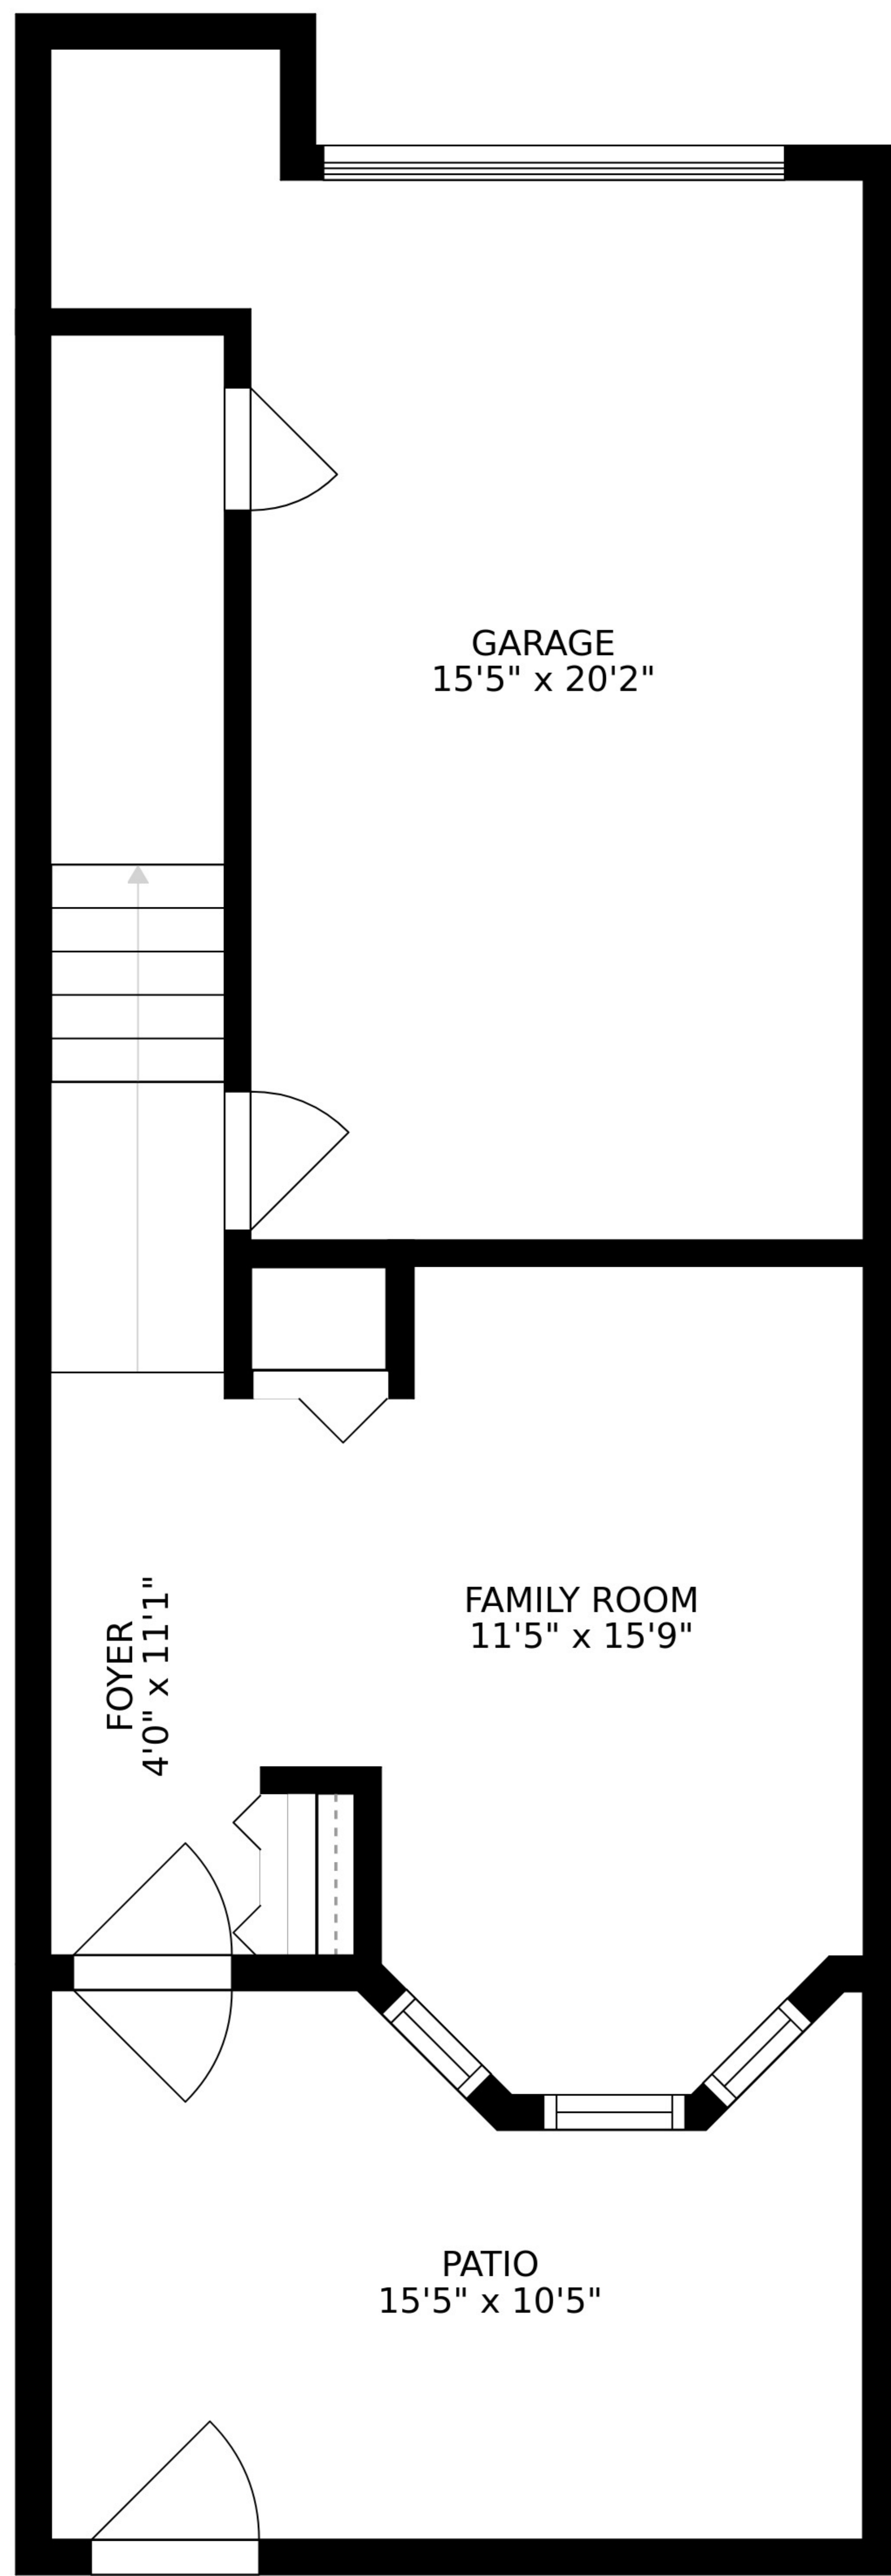 GARAGE
15'5" x 20'2"
FAMILY ROOM
11'5" x 15'9"
FOYER
4'0" x 11'1"
PATIO
15'5" x 10'5"